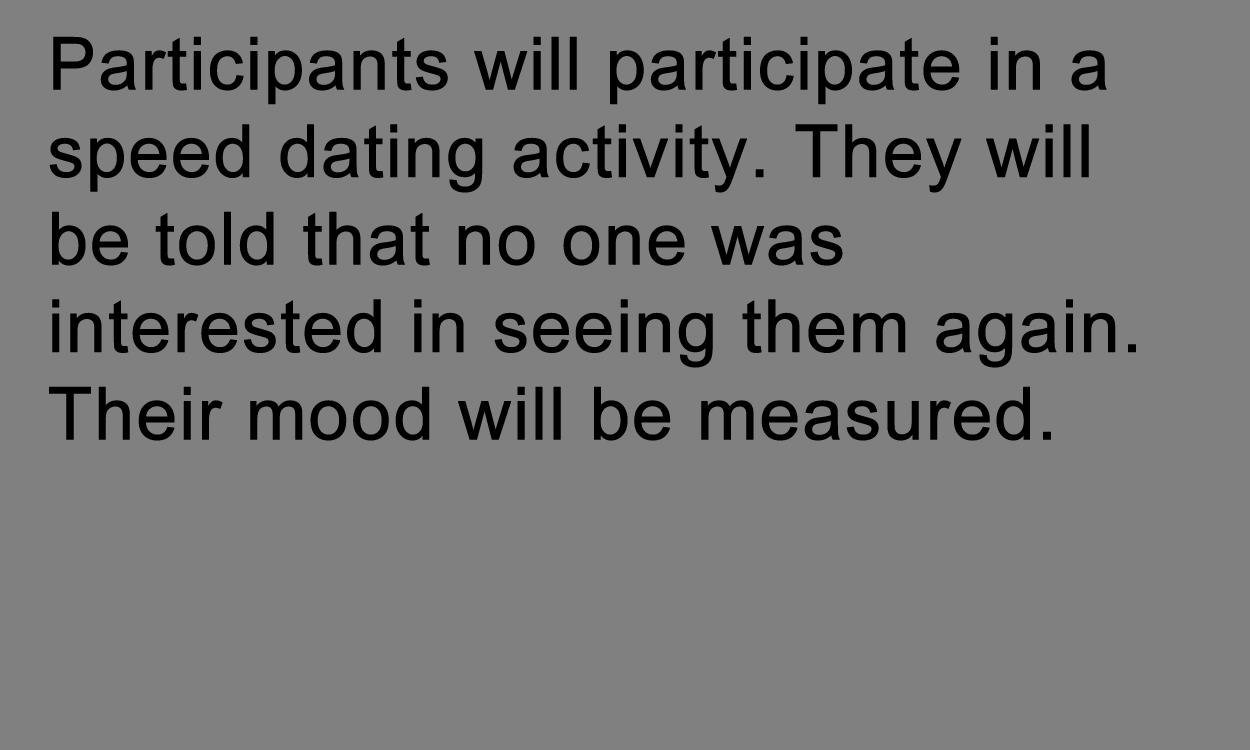 Participants will participate in a
speed dating activity. They will
be told that no one was
interested in seeing them again.
Their mood will be measured.